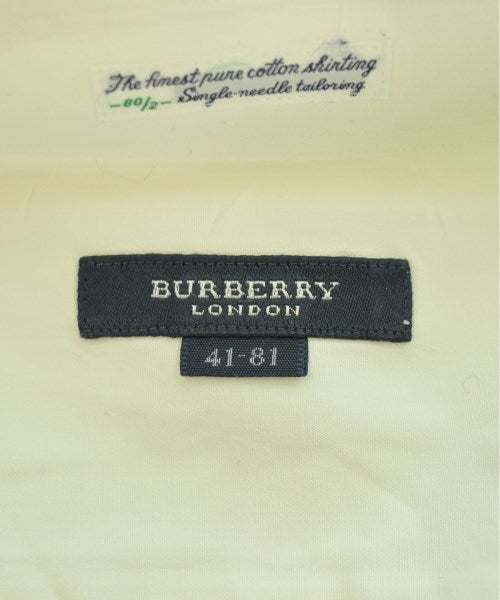 The finest pure cotton shirting
-80/2- Single-needle tailoring
BURBERRY
LONDON
41-81